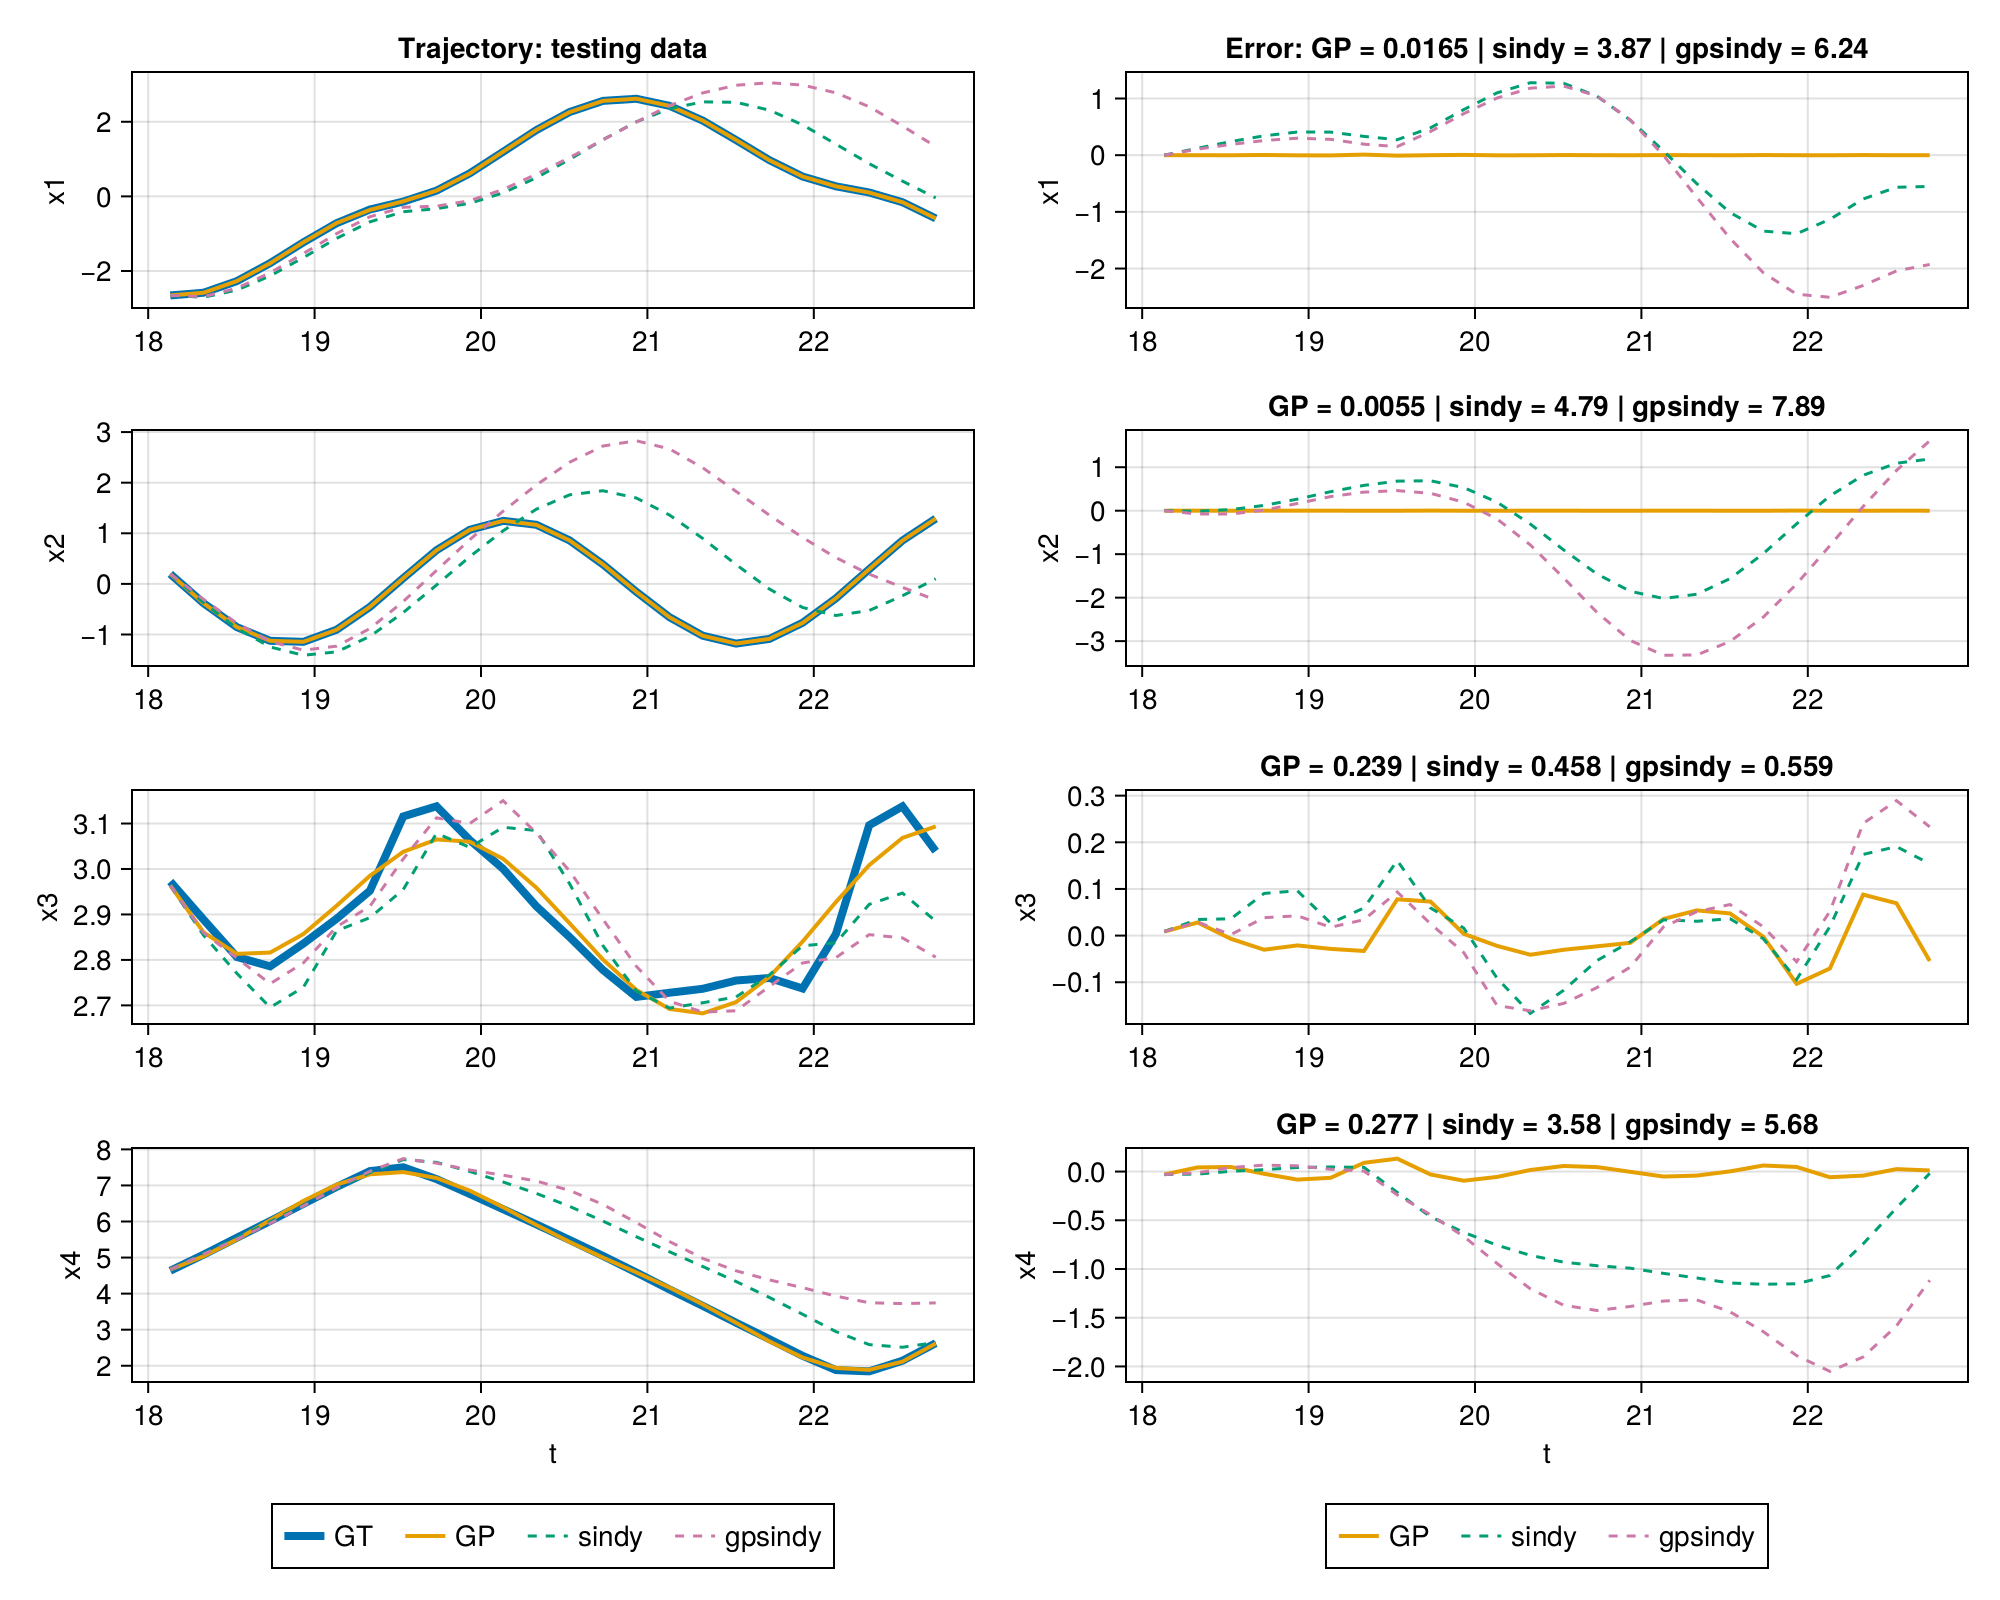 Trajectory: testing data
2
0
−2
x1
18 19 20 21 22
Error: GP = 0.0165 | sindy = 3.87 | gpsindy = 6.24
1
0
−1
−2
x1
18 19 20 21 22
3
2
1
0
−1
x2
18 19 20 21 22
GP = 0.0055 | sindy = 4.79 | gpsindy = 7.89
1
0
−1
−2
−3
x2
18 19 20 21 22
3.1
3.0
2.9
2.8
2.7
x3
18 19 20 21 22
GP = 0.239 | sindy = 0.458 | gpsindy = 0.559
0.3
0.2
0.1
0.0
−0.1
x3
18 19 20 21 22
8
7
6
5
4
3
2
x4
18 19 20 21 22
t
GP = 0.277 | sindy = 3.58 | gpsindy = 5.68
0.0
−0.5
−1.0
−1.5
−2.0
x4
18 19 20 21 22
t
GT GP sindy gpsindy
GP sindy gpsindy